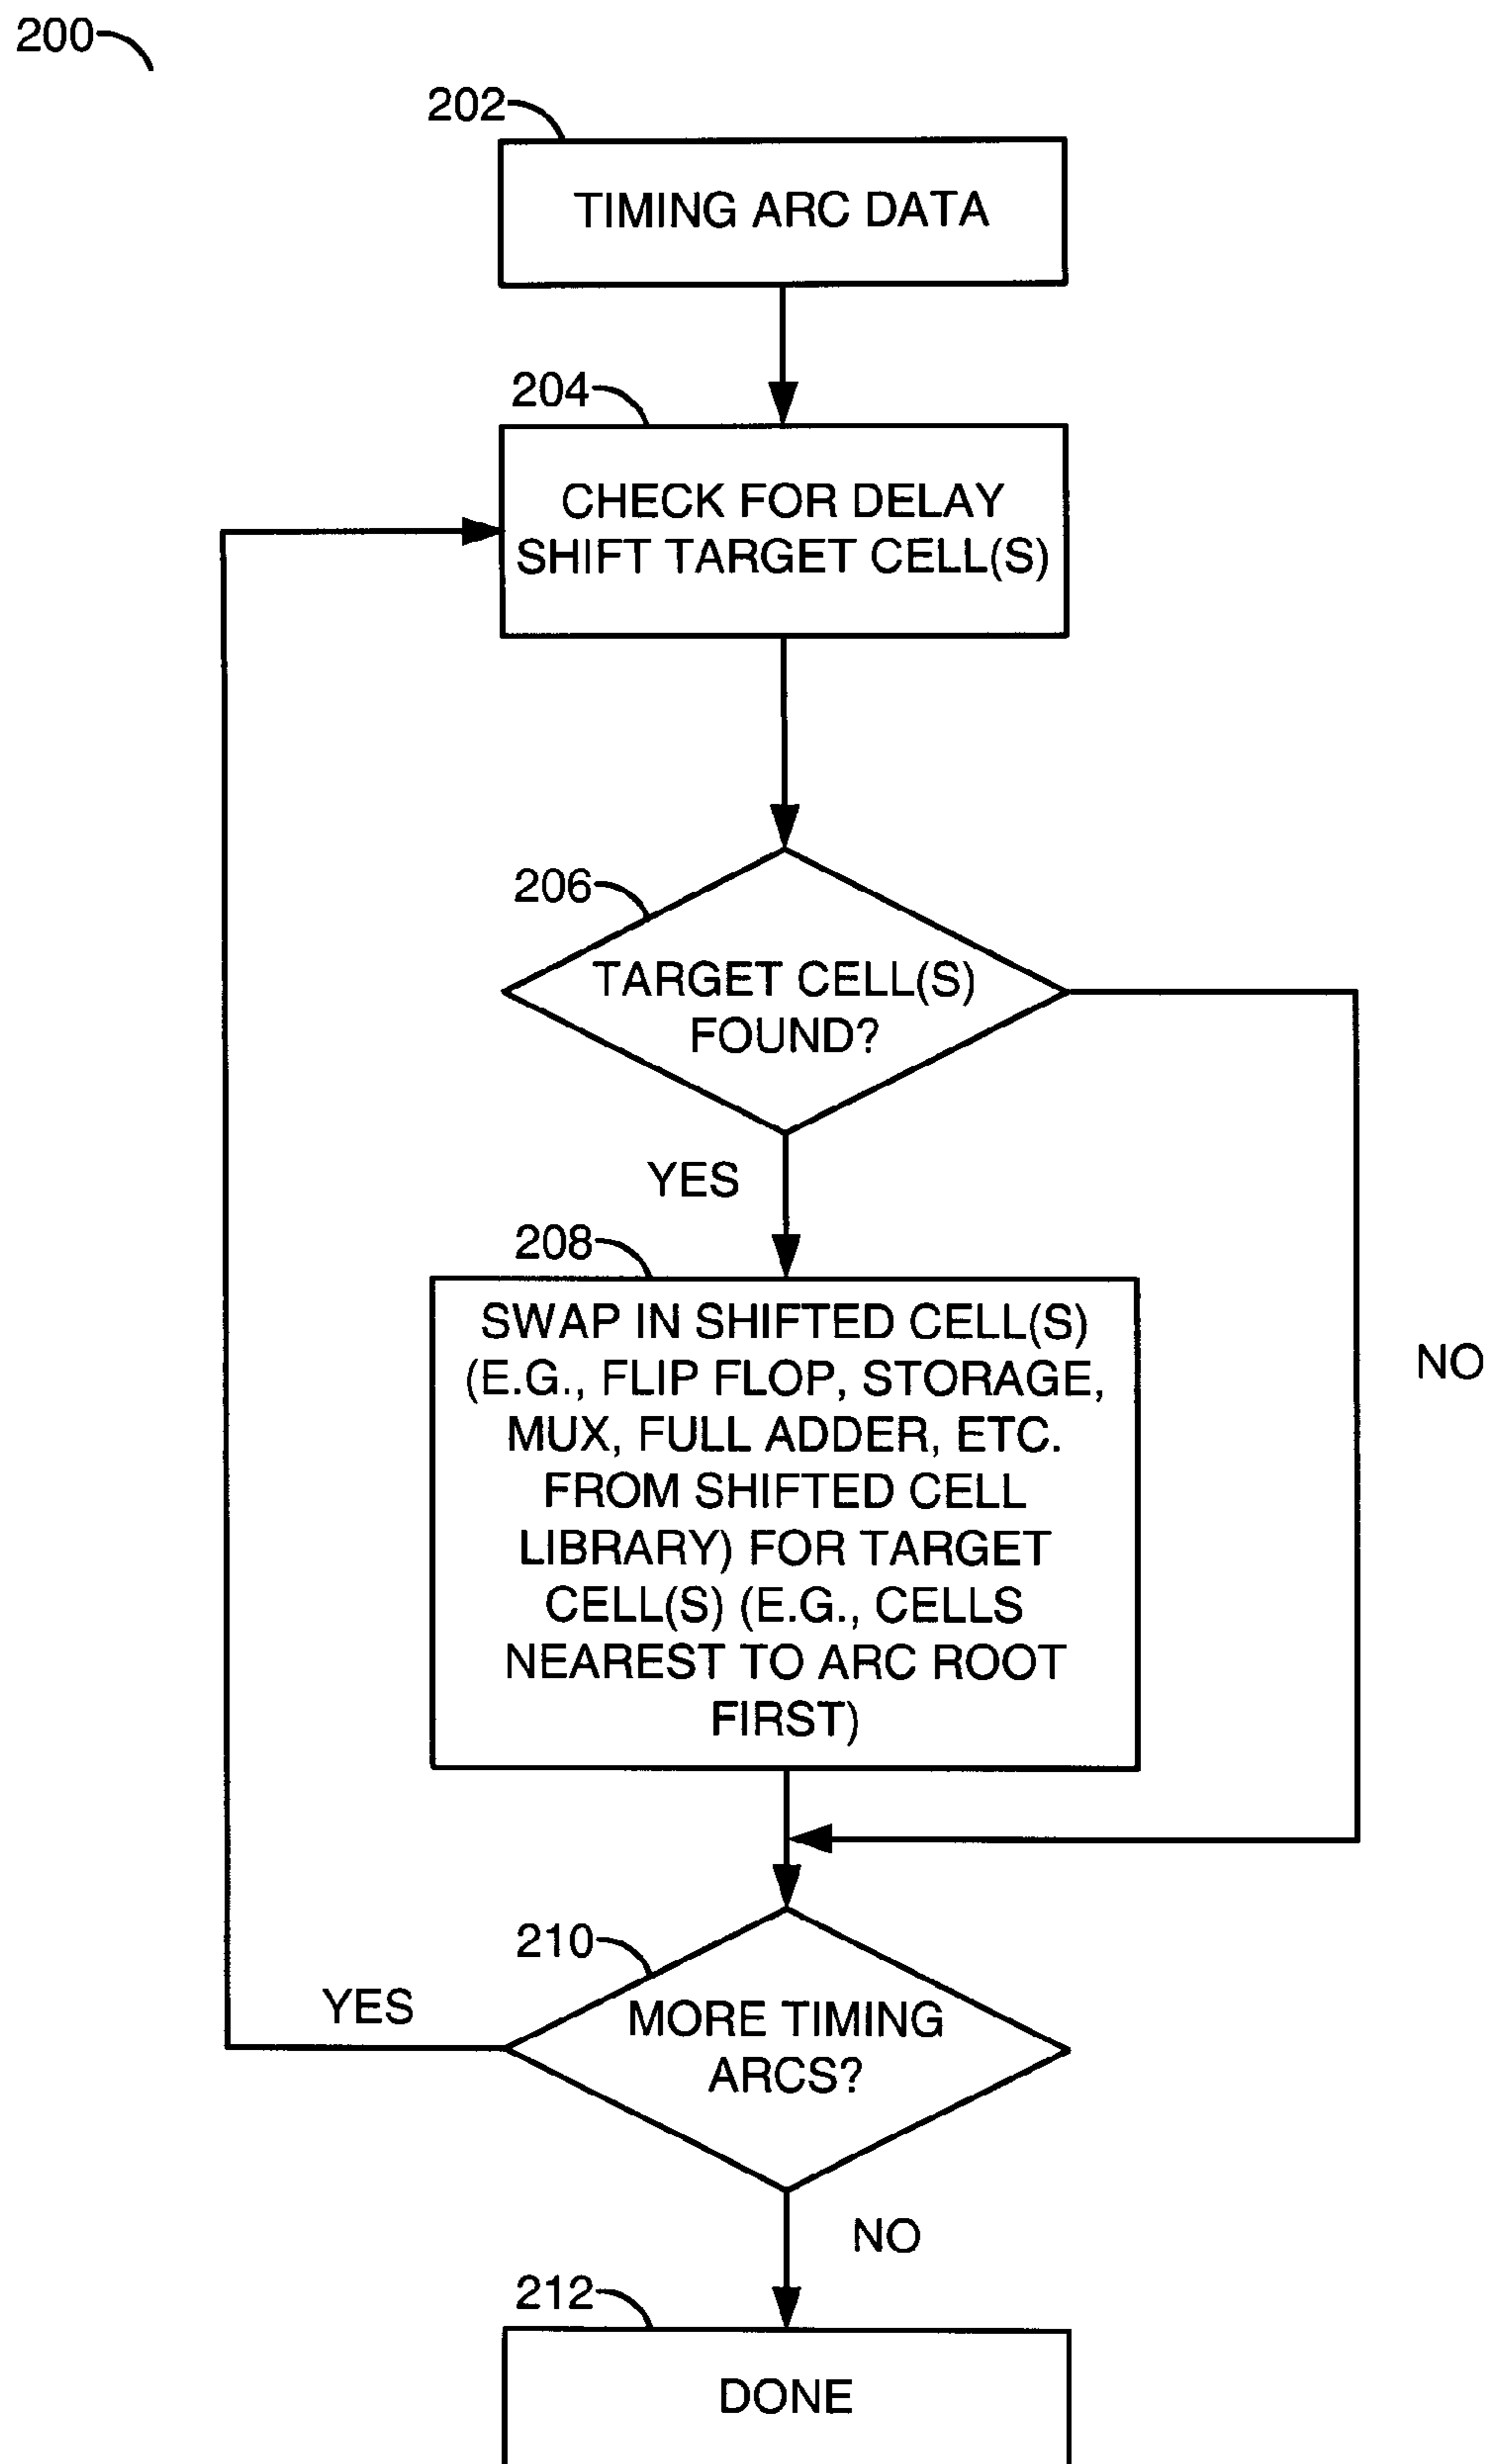 200
202
TIMING ARC DATA
204
CHECK FOR DELAY
SHIFT TARGET CELL(S)
206
TARGET CELL(S)
FOUND?
YES
NO
208
SWAP IN SHIFTED CELL(S)
(E.G., FLIP FLOP, STORAGE,
MUX, FULL ADDER, ETC.
FROM SHIFTED CELL
LIBRARY) FOR TARGET
CELL(S) (E.G., CELLS
NEAREST TO ARC ROOT
FIRST)
210
MORE TIMING
ARCS?
YES
NO
212
DONE